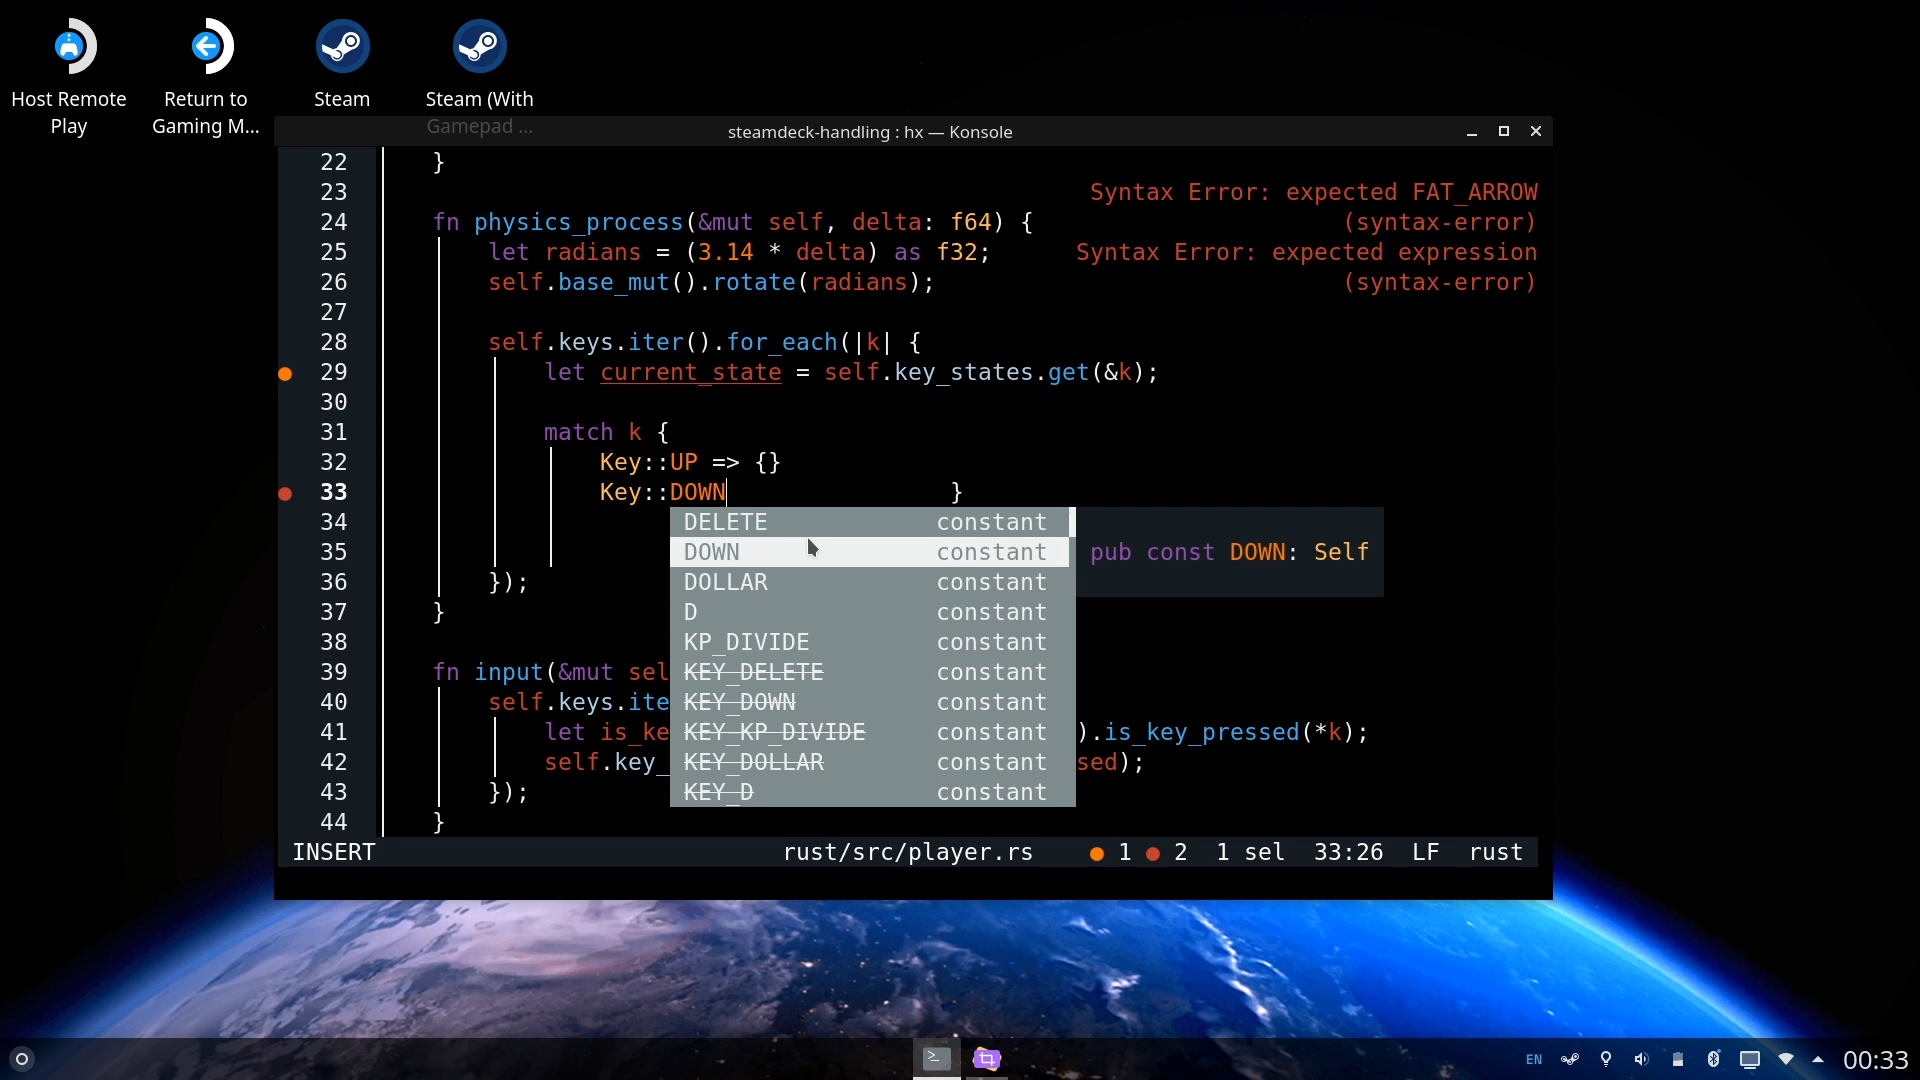 Host Remote Play
Return to Gaming M...
Steam
Steam (With Gamepad ...
steamdeck-handling : hx — Konsole
22 }
23 Syntax Error: expected FAT_ARROW
24 fn physics_process(&mut self, delta: f64) { (syntax-error)
25 let radians = (3.14 * delta) as f32; Syntax Error: expected expression
26 self.base_mut().rotate(radians); (syntax-error)
27
28 self.keys.iter().for_each(|k| {
29 let current_state = self.key_states.get(&k);
30
31 match k {
32 Key::UP => {}
33 Key::DOWN }
34 DELETE constant
35 DOWN constant pub const DOWN: Self
36 }); DOLLAR constant
37 } D constant
38 KP_DIVIDE constant
39 fn input(&mut sel KEY_DELETE constant
40 self.keys.ite KEY_DOWN constant
41 let is_ke KEY_KP_DIVIDE constant ).is_key_pressed(*k);
42 self.key_ KEY_DOLLAR constant sed);
43 }); KEY_D constant
44 }
INSERT rust/src/player.rs 1 2 1 sel 33:26 LF rust
EN 00:33